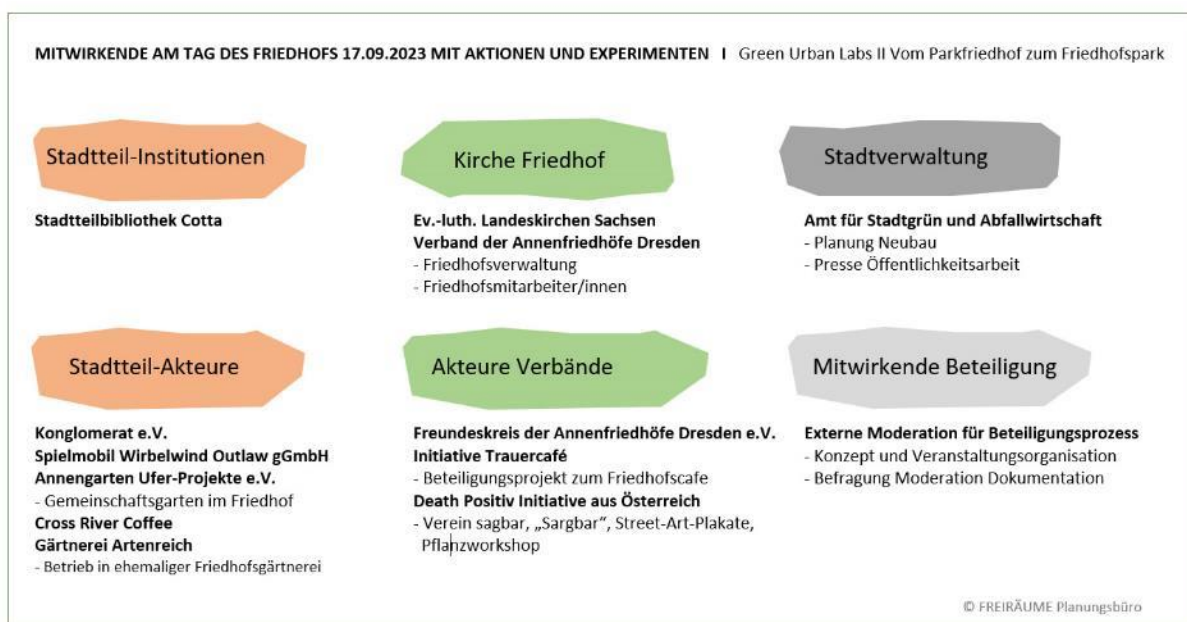 MITWIRKENDE AM TAG DES FRIEDHOFS 17.09.2023 MIT AKTIONEN UND EXPERIMENTEN I Green Urban Labs II Vom Parkfriedhof zum Friedhofspark
Stadtteil-Institutionen
Stadtteilbibliothek Cotta
Kirche Friedhof
Ev.-luth. Landeskirchen Sachsen
Verband der Annenfriedhöfe Dresden
- Friedhofsverwaltung
- Friedhofsmitarbeiter/innen
Stadtverwaltung
Amt für Stadtgrün und Abfallwirtschaft
- Planung Neubau
- Presse Öffentlichkeitsarbeit
Stadtteil-Akteure
Konglomerat e.V.
Spielmobil Wirbelwind Outlaw gGmbH
Annengarten Ufer-Projekte e.V.
- Gemeinschaftsgarten im Friedhof
Cross River Coffee
Gärtnerei Artenreich
- Betrieb in ehemaliger Friedhofsgärtnerei
Akteure Verbände
Freundeskreis der Annenfriedhöfe Dresden e.V.
Initiative Trauercafé
- Beteiligungsprojekt zum Friedhofscafe
Death Positiv Initiative aus Österreich
- Verein sagbar, „Sargbar“, Street-Art-Plakate,
Pflanzworkshop
Mitwirkende Beteiligung
Externe Moderation für Beteiligungsprozess
- Konzept und Veranstaltungsorganisation
- Befragung Moderation Dokumentation
© FREIRÄUME Planungsbüro